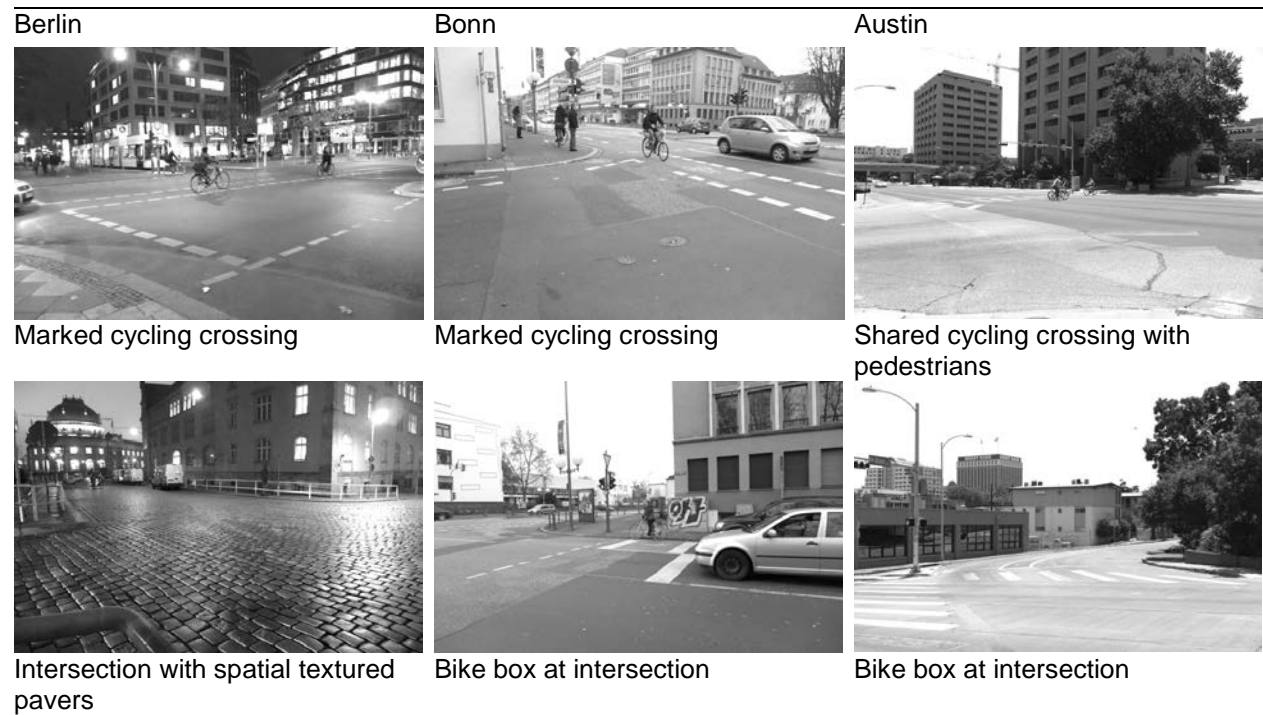 Berlin
Bonn
Austin
Marked cycling crossing
Marked cycling crossing
Shared cycling crossing with
pedestrians
Intersection with spatial textured
pavers
Bike box at intersection
Bike box at intersection